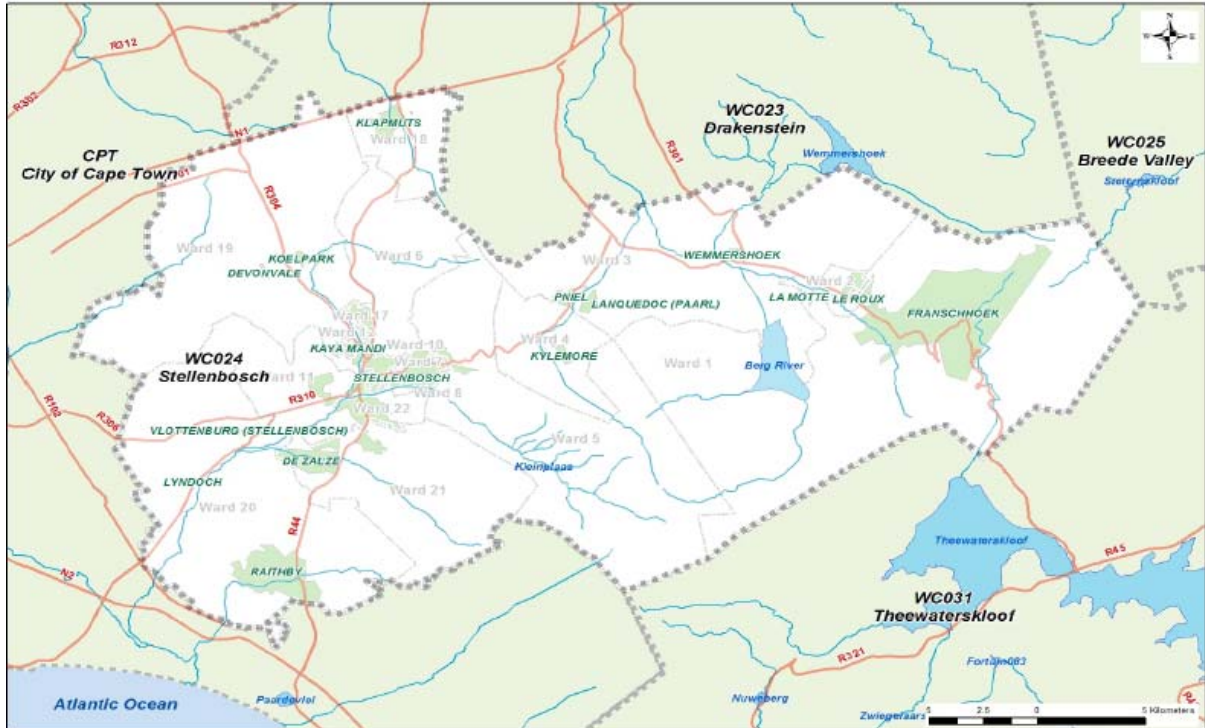 R312
R302
N1
CPT
City of Cape Town
R304
KLAPMUTS
Ward 18
R301
WC023
Drakenstein
Wemmershoek
WC025
Breede Valley
N
W E
S
Ward 19
KOELPARK
DEVONVALE
Ward 6
Ward 3
WEMMERSHOEK
PNIEL
LANQUEDOC (PAARL)
Ward 2
LA MOTTE
LE ROUX
FRANSCHHOEK
Ward 17
KAYA MANDI
Ward 10
Ward 7
Ward 4
KYLEMORE
Ward 1
Berg River
WC024
Stellenbosch
Ward 11
STELLENBOSCH
Ward 8
R310
Ward 22
R102
R306
VLOTTENBURG (STELLENBOSCH)
DE ZALZE
Kleinplaas
Ward 5
LYNDOCH
Ward 20
Ward 21
R44
RAITHBY
N2
Theewaterskloof
R45
WC031
Theewaterskloof
R321
Nuweberg
Paardevlei
Atlantic Ocean
5 2.5 0 5 Kilometers